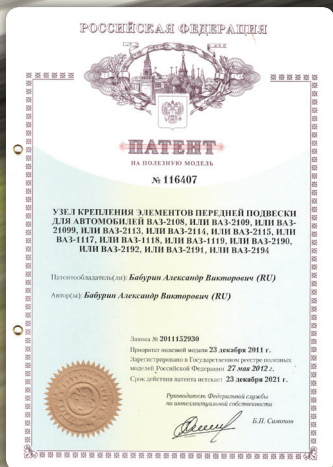 РОССИЙСКАЯ ФЕДЕРАЦИЯ
ПАТЕНТ
НА ПОЛЕЗНУЮ МОДЕЛЬ
№ 116407
УЗЕЛ КРЕПЛЕНИЯ ЭЛЕМЕНТОВ ПЕРЕДНЕЙ ПОДВЕСКИ
ДЛЯ АВТОМОБИЛЕЙ ВАЗ-2108, ИЛИ ВАЗ-2109, ИЛИ ВАЗ-
21099, ИЛИ ВАЗ-2113, ИЛИ ВАЗ-2114, ИЛИ ВАЗ-2115, ИЛИ
ВАЗ-1117, ИЛИ ВАЗ-1118, ИЛИ ВАЗ-1119, ИЛИ ВАЗ-2190,
ИЛИ ВАЗ-2192, ИЛИ ВАЗ-2191, ИЛИ ВАЗ-2194
Патентообладатель(ли): Бабурин Александр Викторович (RU)
Автор(ы): Бабурин Александр Викторович (RU)
Заявка № 2011152930
Приоритет полезной модели 23 декабря 2011 г.
Зарегистрировано в Государственном реестре полезных
моделей Российской Федерации 27 мая 2012 г.
Срок действия патента истекает 23 декабря 2021 г.
Руководитель Федеральной службы
по интеллектуальной собственности
Б.П. Симонов